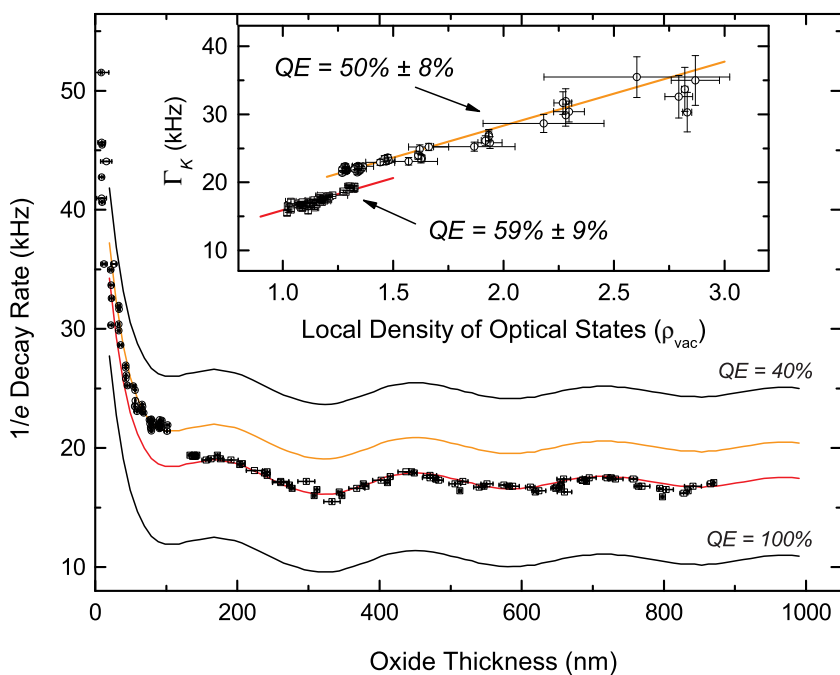 50
40
30
20
10
1/e Decay Rate (kHz)
0
200
400
600
800
1000
Oxide Thickness (nm)
QE = 40%
QE = 100%
40
30
20
10
Γ_K (kHz)
1.0
1.5
2.0
2.5
3.0
Local Density of Optical States (ρ_vac)
QE = 50% ± 8%
QE = 59% ± 9%